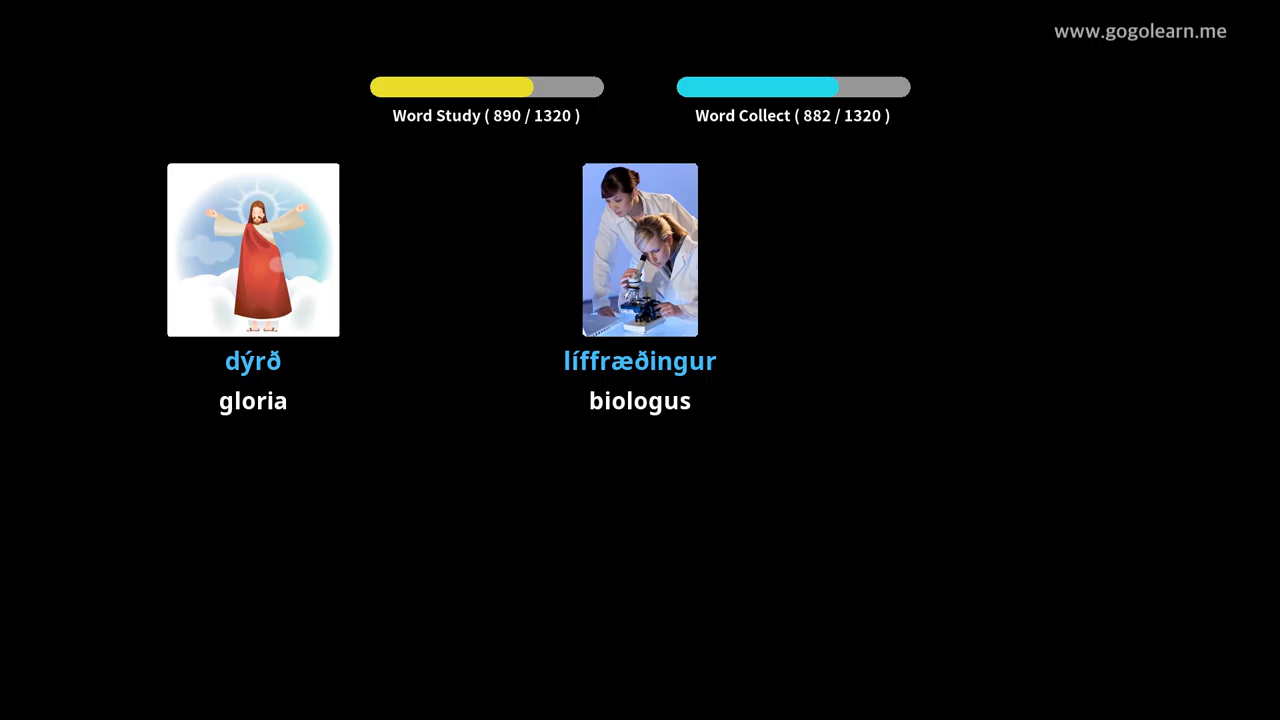 www.gogolearn.me
Word Study ( 890 / 1320 )
Word Collect ( 882 / 1320 )
dýrð
gloria
líffræðingur
biologus